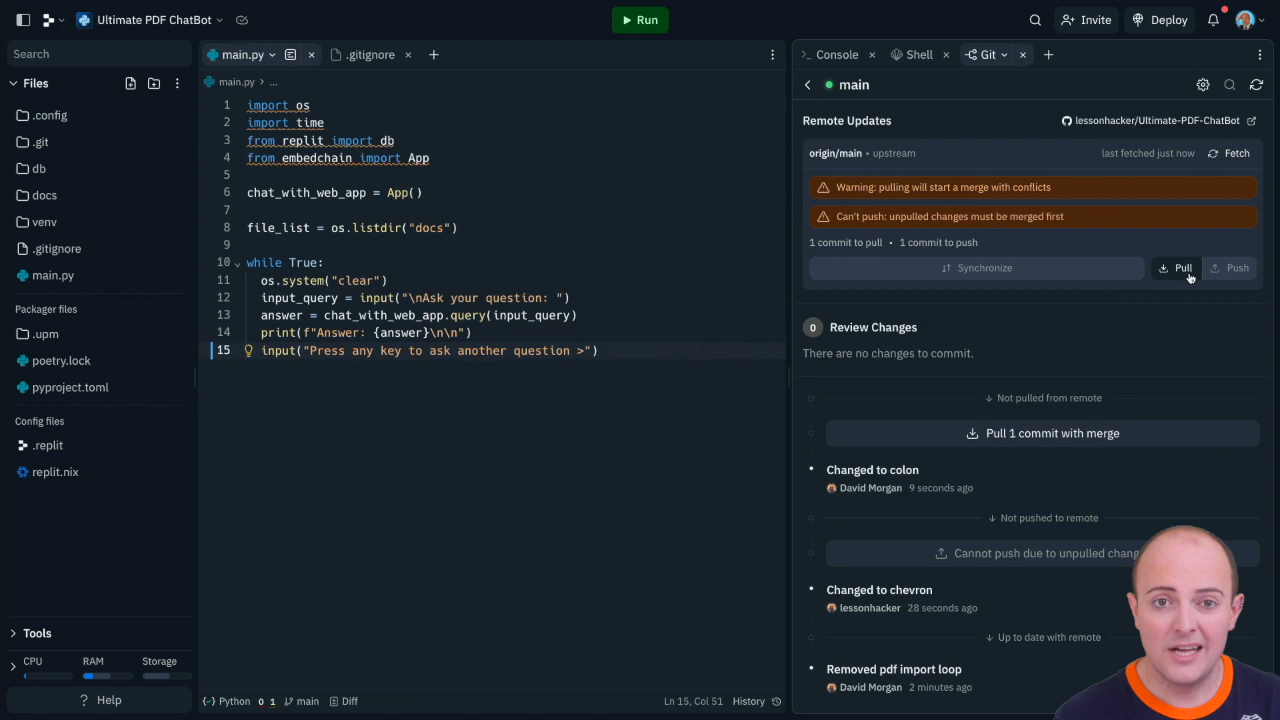 Ultimate PDF ChatBot
Run
Invite
Deploy
Search
Files
.config
.git
db
docs
venv
.gitignore
main.py
Packager files
.upm
poetry.lock
pyproject.toml
Config files
.replit
replit.nix
Tools
CPU
RAM
Storage
? Help
main.py
.gitignore
main.py > ...
1 import os
2 import time
3 from replit import db
4 from embedchain import App
5
6 chat_with_web_app = App()
7
8 file_list = os.listdir("docs")
9
10 while True:
11 os.system("clear")
12 input_query = input("\nAsk your question: ")
13 answer = chat_with_web_app.query(input_query)
14 print(f"Answer: {answer}\n\n")
15 input("Press any key to ask another question >")
Python 0 1 main Diff
Ln 15, Col 51 History
Console
Shell
Git
main
Remote Updates
lessonhacker/Ultimate-PDF-ChatBot
origin/main • upstream
last fetched just now
Fetch
Warning: pulling will start a merge with conflicts
Can't push: unpulled changes must be merged first
1 commit to pull • 1 commit to push
Synchronize
Pull
Push
0 Review Changes
There are no changes to commit.
Not pulled from remote
Pull 1 commit with merge
Changed to colon
David Morgan 9 seconds ago
Not pushed to remote
Cannot push due to unpulled
Changed to chevron
lessonhacker 28 seconds ago
Up to date with remote
Removed pdf import loop
David Morgan 2 minutes ago